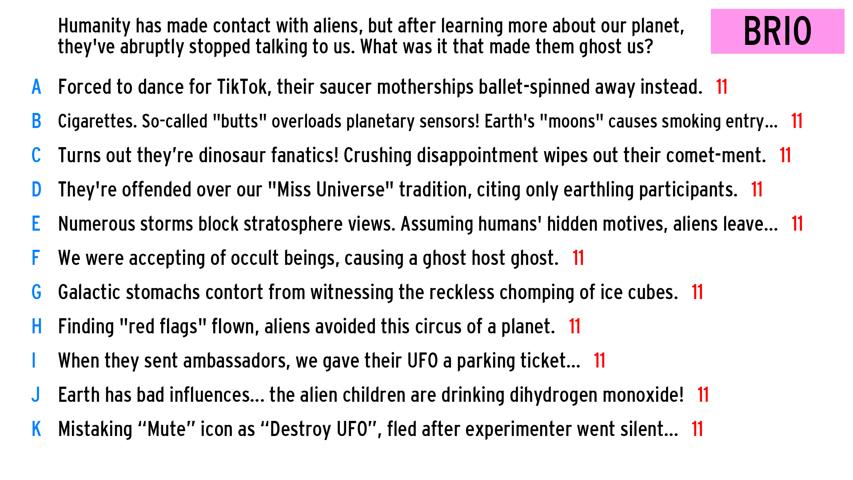 Humanity has made contact with aliens, but after learning more about our planet,
they've abruptly stopped talking to us. What was it that made them ghost us?
BRIO
A Forced to dance for TikTok, their saucer motherships ballet-spinned away instead. 11
B Cigarettes. So-called "butts" overloads planetary sensors! Earth's "moons" causes smoking entry... 11
C Turns out they’re dinosaur fanatics! Crushing disappointment wipes out their comet-ment. 11
D They're offended over our "Miss Universe" tradition, citing only earthling participants. 11
E Numerous storms block stratosphere views. Assuming humans' hidden motives, aliens leave... 11
F We were accepting of occult beings, causing a ghost host ghost. 11
G Galactic stomachs contort from witnessing the reckless chomping of ice cubes. 11
H Finding "red flags" flown, aliens avoided this circus of a planet. 11
I When they sent ambassadors, we gave their UFO a parking ticket... 11
J Earth has bad influences... the alien children are drinking dihydrogen monoxide! 11
K Mistaking “Mute” icon as “Destroy UFO”, fled after experimenter went silent... 11